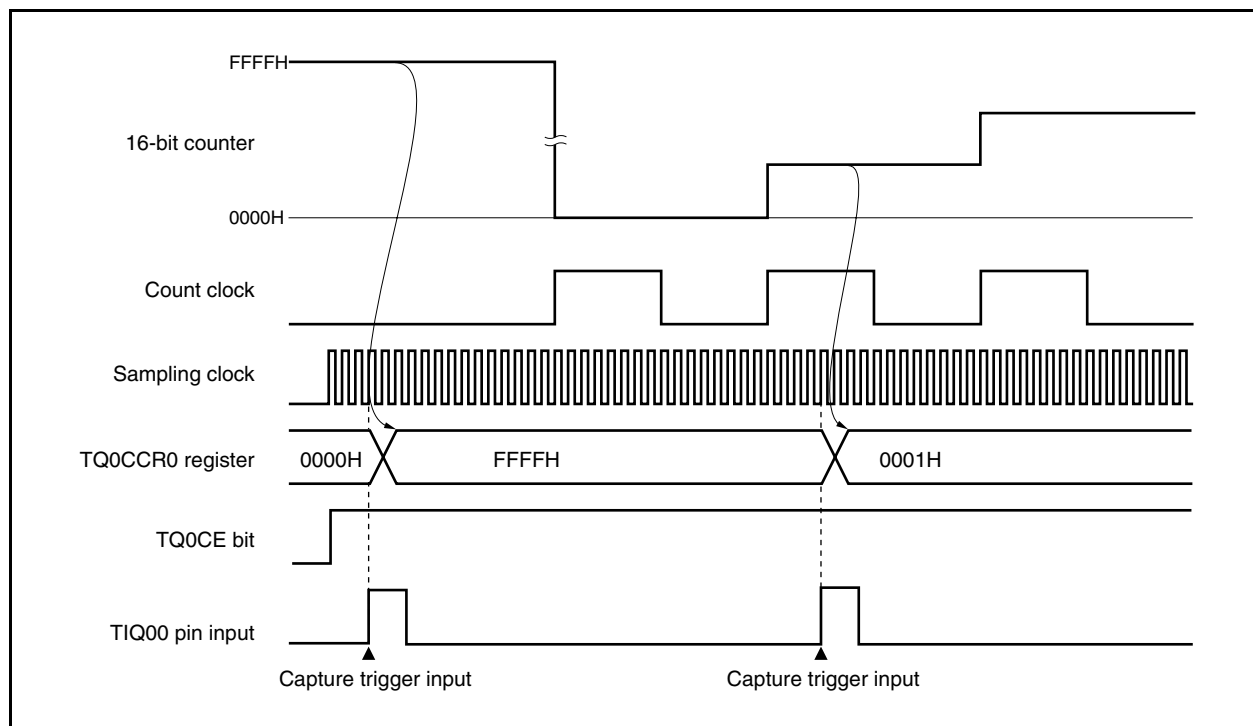 FFFFH
16-bit counter
0000H
Count clock
Sampling clock
TQ0CCR0 register 0000H FFFFH 0001H
TQ0CE bit
TIQ00 pin input
Capture trigger input Capture trigger input